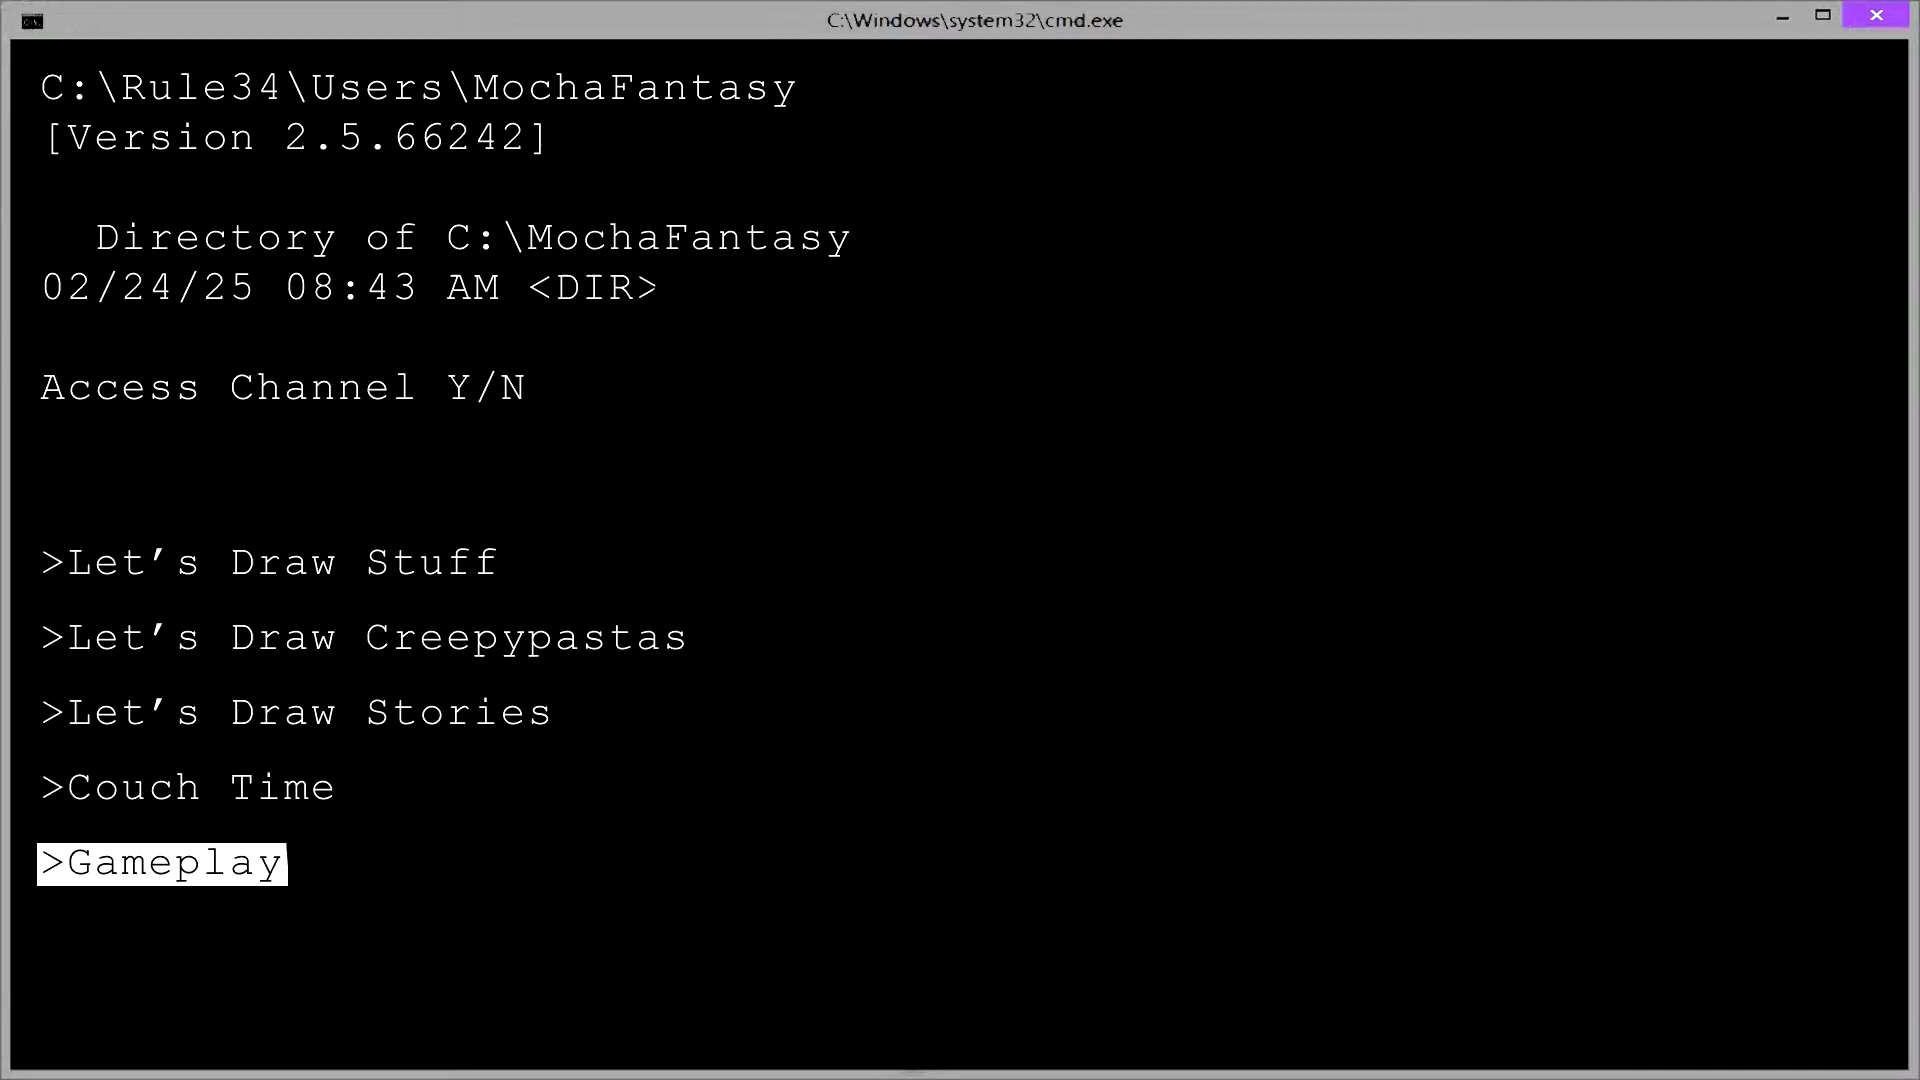 C:\Windows\system32\cmd.exe
C:\Rule34\Users\MochaFantasy
[Version 2.5.66242]
Directory of C:\MochaFantasy
02/24/25 08:43 AM <DIR>
Access Channel Y/N
>Let’s Draw Stuff
>Let’s Draw Creepypastas
>Let’s Draw Stories
>Couch Time
>Gameplay